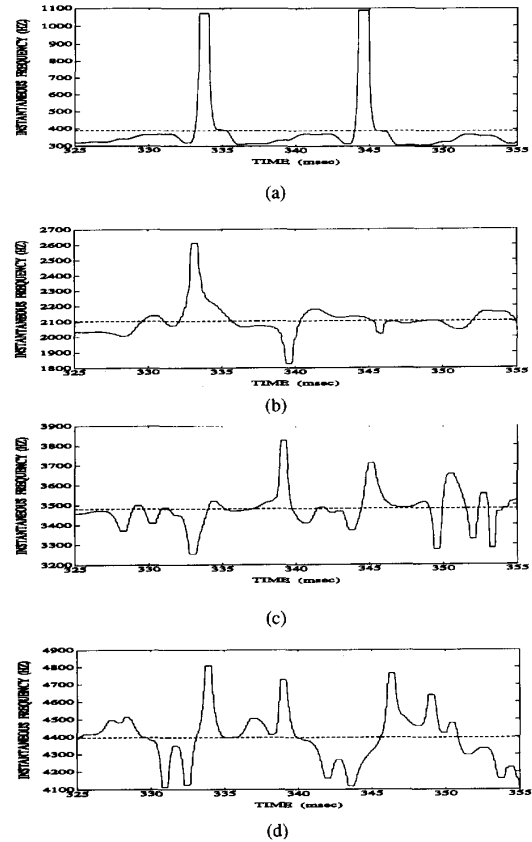 1100
1000
900
800
700
600
500
400
300
INSTANTANEOUS FREQUENCY (HZ)
325 330 335 340 345 350 355
TIME (msec)
(a)
2700
2600
2500
2400
2300
2200
2100
2000
1900
1800
INSTANTANEOUS FREQUENCY (HZ)
325 330 335 340 345 350 355
TIME (msec)
(b)
3900
3800
3700
3600
3500
3400
3300
3200
INSTANTANEOUS FREQUENCY (HZ)
325 330 335 340 345 350 355
TIME (msec)
(c)
4900
4800
4700
4600
4500
4400
4300
4200
4100
INSTANTANEOUS FREQUENCY (HZ)
325 330 335 340 345 350 355
TIME (msec)
(d)